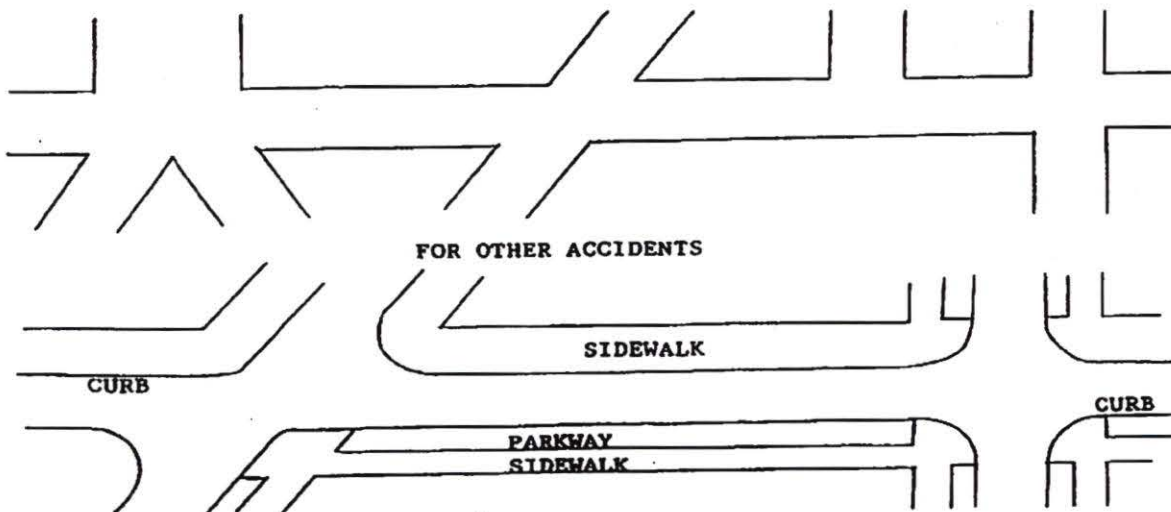 FOR OTHER ACCIDENTS
SIDEWALK
CURB
CURB
PARKWAY
SIDEWALK